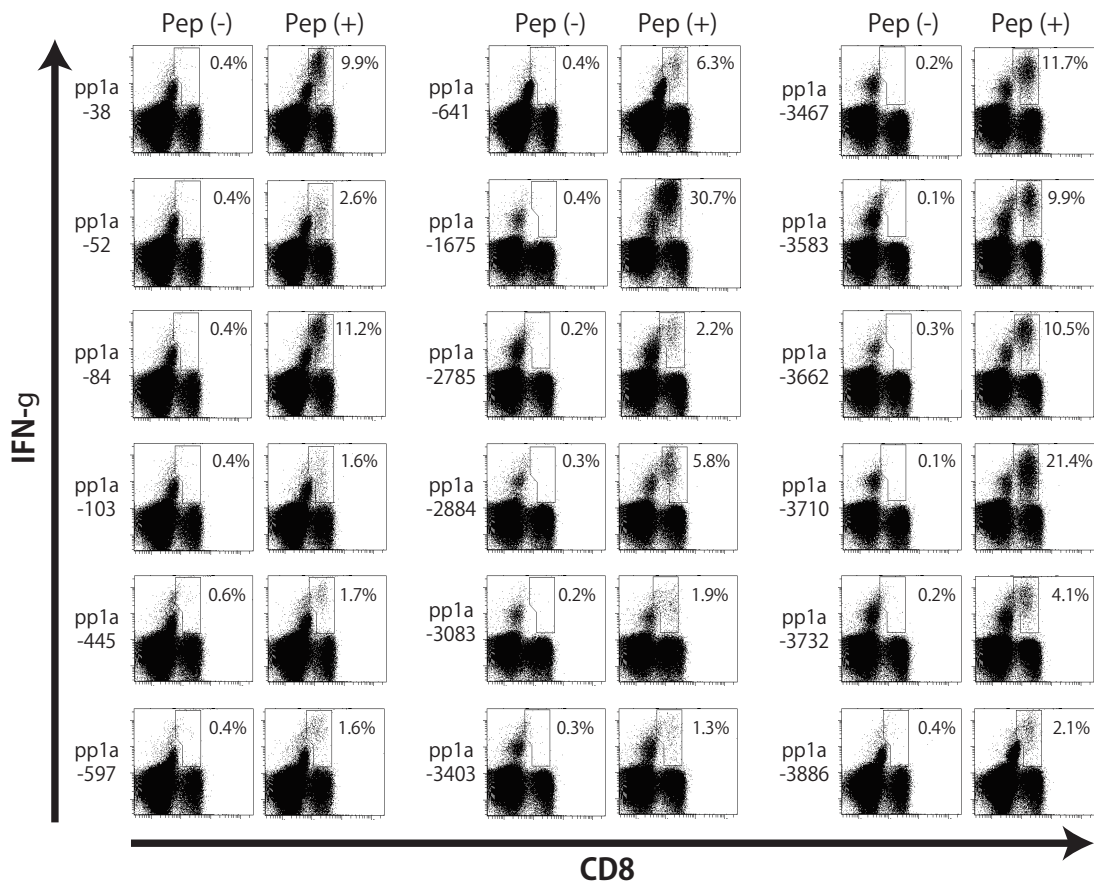 Pep (-) Pep (+) Pep (-) Pep (+) Pep (-) Pep (+)
pp1a
-38
0.4% 9.9%
pp1a
-641
0.4% 6.3%
pp1a
-3467
0.2% 11.7%
pp1a
-52
0.4% 2.6%
pp1a
-1675
0.4% 30.7%
pp1a
-3583
0.1% 9.9%
pp1a
-84
0.4% 11.2%
pp1a
-2785
0.2% 2.2%
pp1a
-3662
0.3% 10.5%
pp1a
-103
0.4% 1.6%
pp1a
-2884
0.3% 5.8%
pp1a
-3710
0.1% 21.4%
pp1a
-445
0.6% 1.7%
pp1a
-3083
0.2% 1.9%
pp1a
-3732
0.2% 4.1%
pp1a
-597
0.4% 1.6%
pp1a
-3403
0.3% 1.3%
pp1a
-3886
0.4% 2.1%
IFN-g
CD8